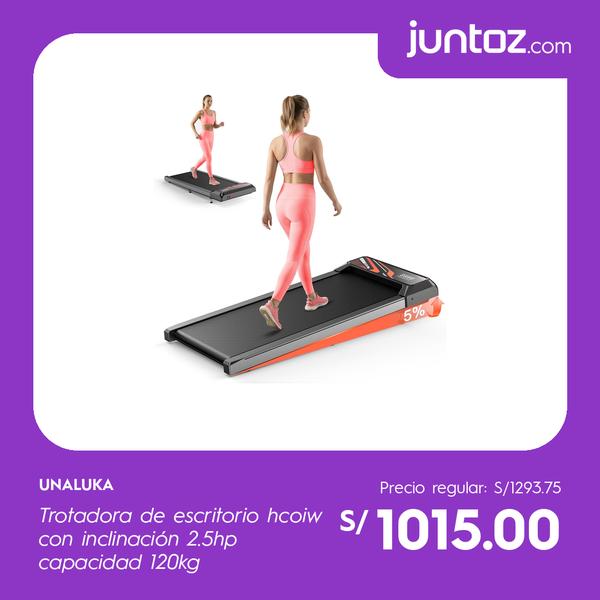 juntoz.com
5%
UNALUKA
Trotadora de escritorio hcoiw
con inclinación 2.5hp
capacidad 120kg
Precio regular: S/1293.75
S/ 1015.00